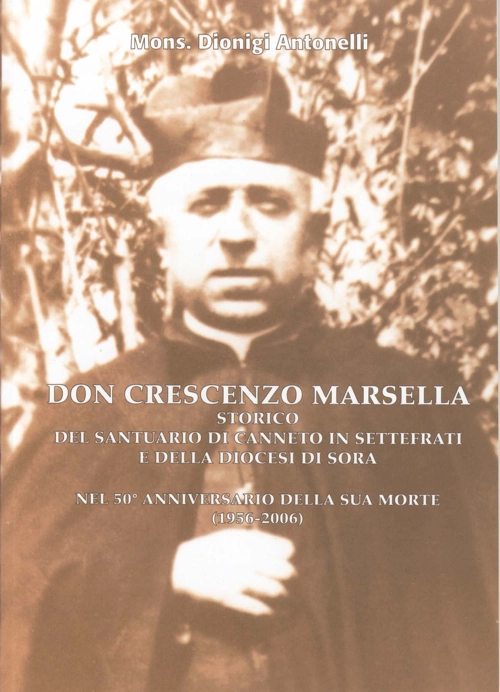 Mons. Dionigi Antonelli
DON CRESCENZO MARSELLA
STORICO
DEL SANTUARIO DI CANNETO IN SETTEFRATI
E DELLA DIOCESI DI SORA
NEL 50° ANNIVERSARIO DELLA SUA MORTE
(1956-2006)